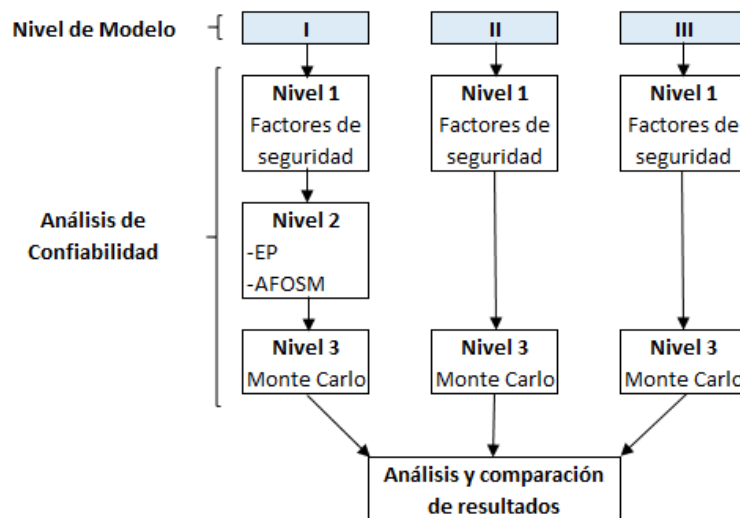 Nivel de Modelo
I
II
III
Análisis de
Confiabilidad
Nivel 1
Factores de
seguridad
Nivel 2
-EP
-AFOSM
Nivel 3
Monte Carlo
Nivel 1
Factores de
seguridad
Nivel 3
Monte Carlo
Nivel 1
Factores de
seguridad
Nivel 3
Monte Carlo
Análisis y comparación
de resultados